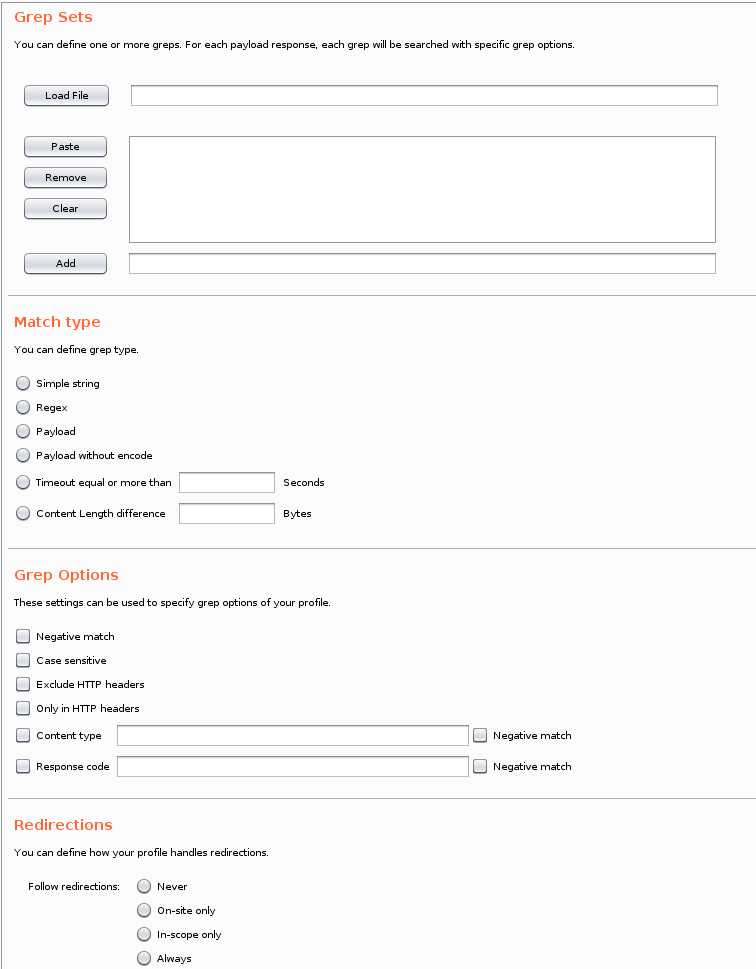 Grep Sets
You can define one or more greps. For each payload response, each grep will be searched with specific grep options.
Load File
Paste
Remove
Clear
Add
Match type
You can define grep type.
Simple string
Regex
Payload
Payload without encode
Timeout equal or more than Seconds
Content Length difference Bytes
Grep Options
These settings can be used to specify grep options of your profile.
Negative match
Case sensitive
Exclude HTTP headers
Only in HTTP headers
Content type Negative match
Response code Negative match
Redirections
You can define how your profile handles redirections.
Follow redirections: Never
On-site only
In-scope only
Always